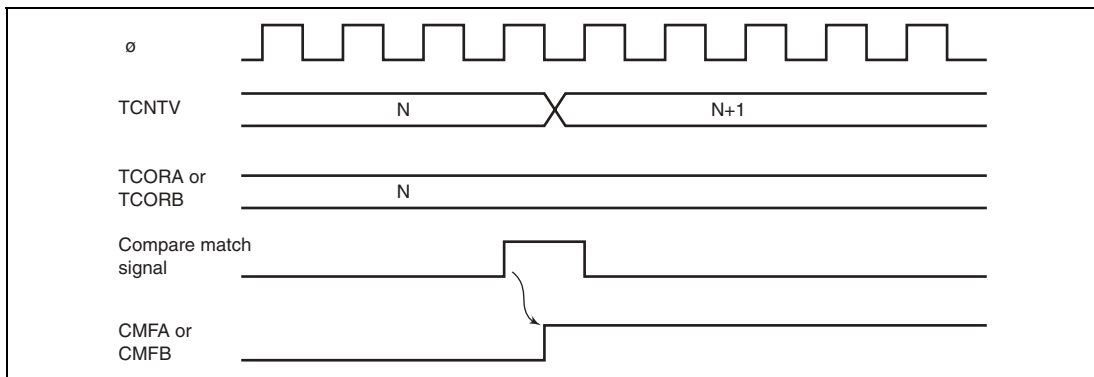 ø
TCNTV
N
N+1
TCORA or
TCORB
N
Compare match
signal
CMFA or
CMFB